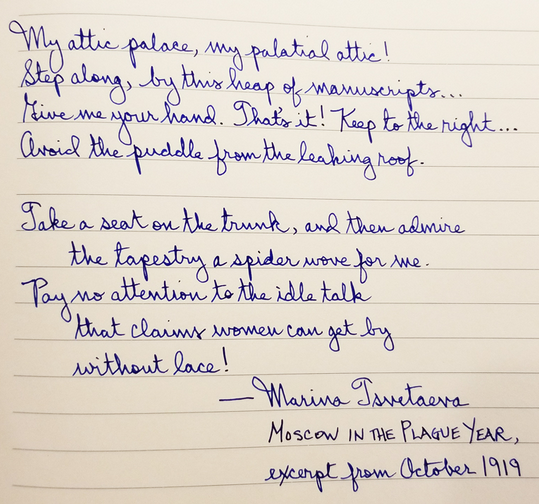 My attic palace, my palatial attic!
Step along, by this heap of manuscripts...
Give me your hand. That's it! Keep to the right...
Avoid the puddle from the leaking roof.
Take a seat on the trunk, and then admire
the tapestry a spider wove for me.
Pay no attention to the idle talk
that claims women can get by
without lace!
— Marina Tsvetaeva
MOSCOW IN THE PLAGUE YEAR,
excerpt from October 1919